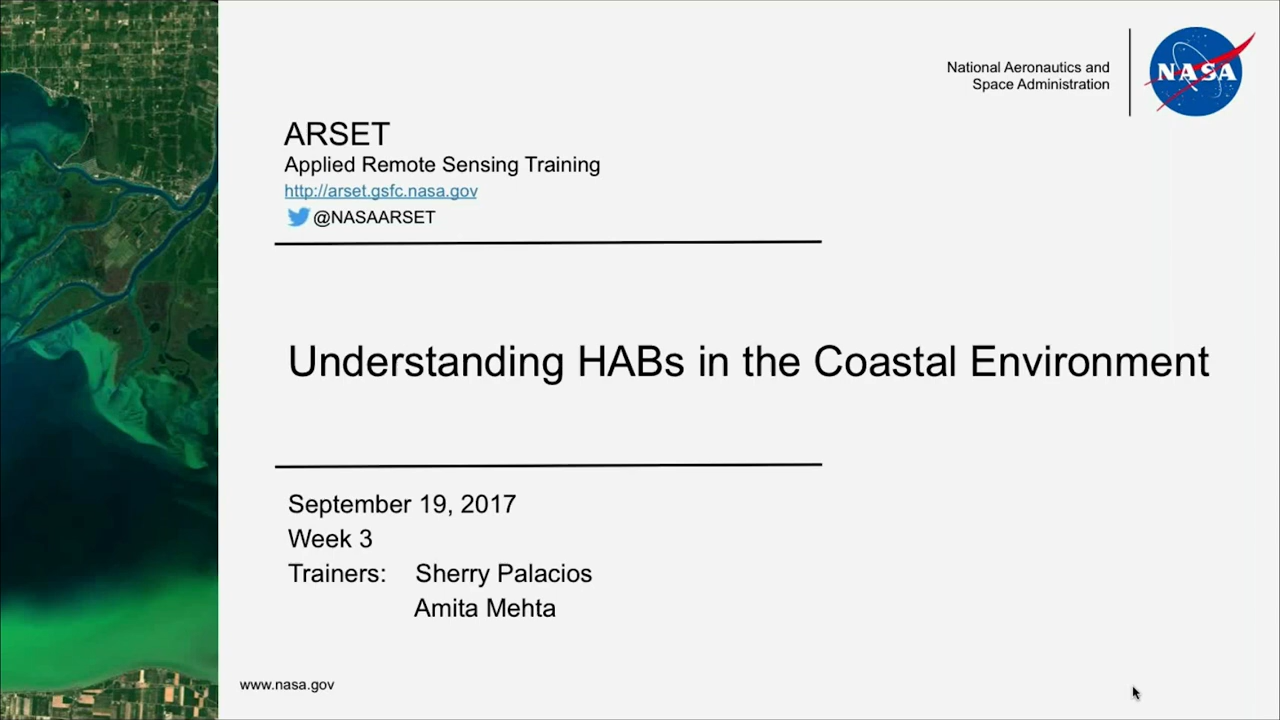 National Aeronautics and
Space Administration
NASA
ARSET
Applied Remote Sensing Training
http://arset.gsfc.nasa.gov
@NASAARSET
Understanding HABs in the Coastal Environment
September 19, 2017
Week 3
Trainers: Sherry Palacios
Amita Mehta
www.nasa.gov